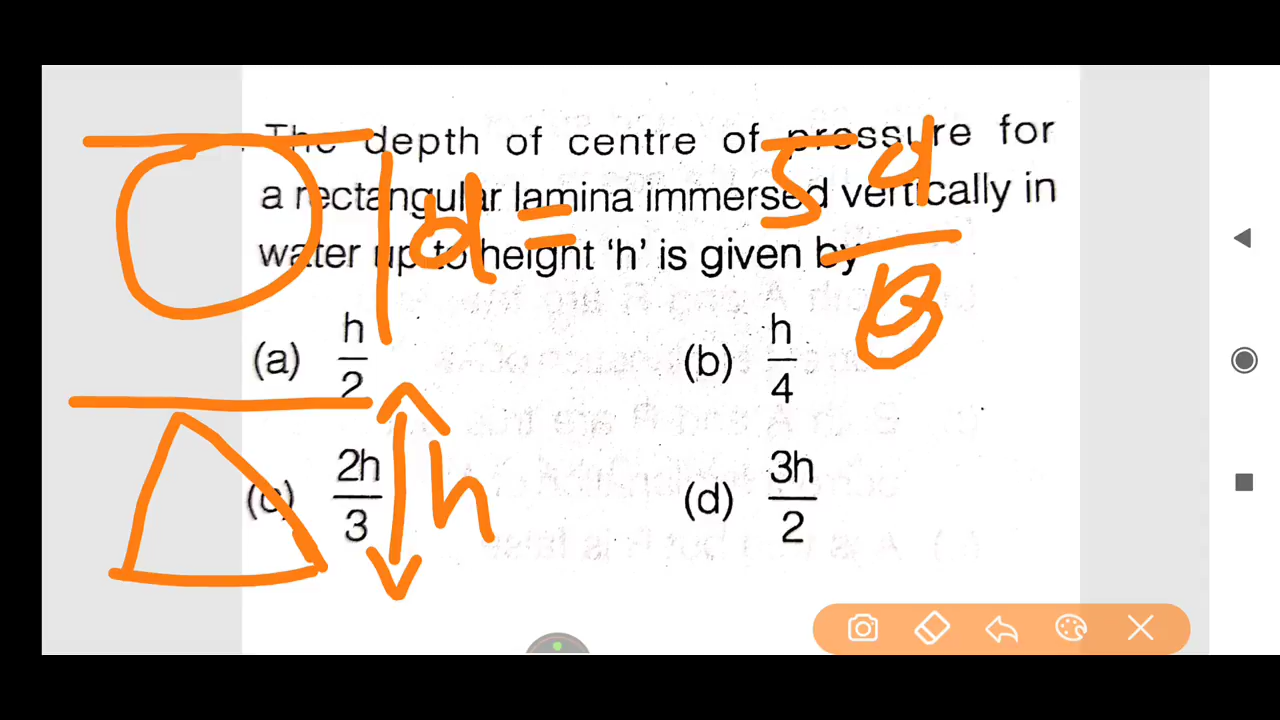 The depth of centre of pressure for
a rectangular lamina immersed vertically in
water up to height 'h' is given by
d = 5d/8
(a) h/2
(b) h/4
(c) 2h/3
(d) 3h/2
h